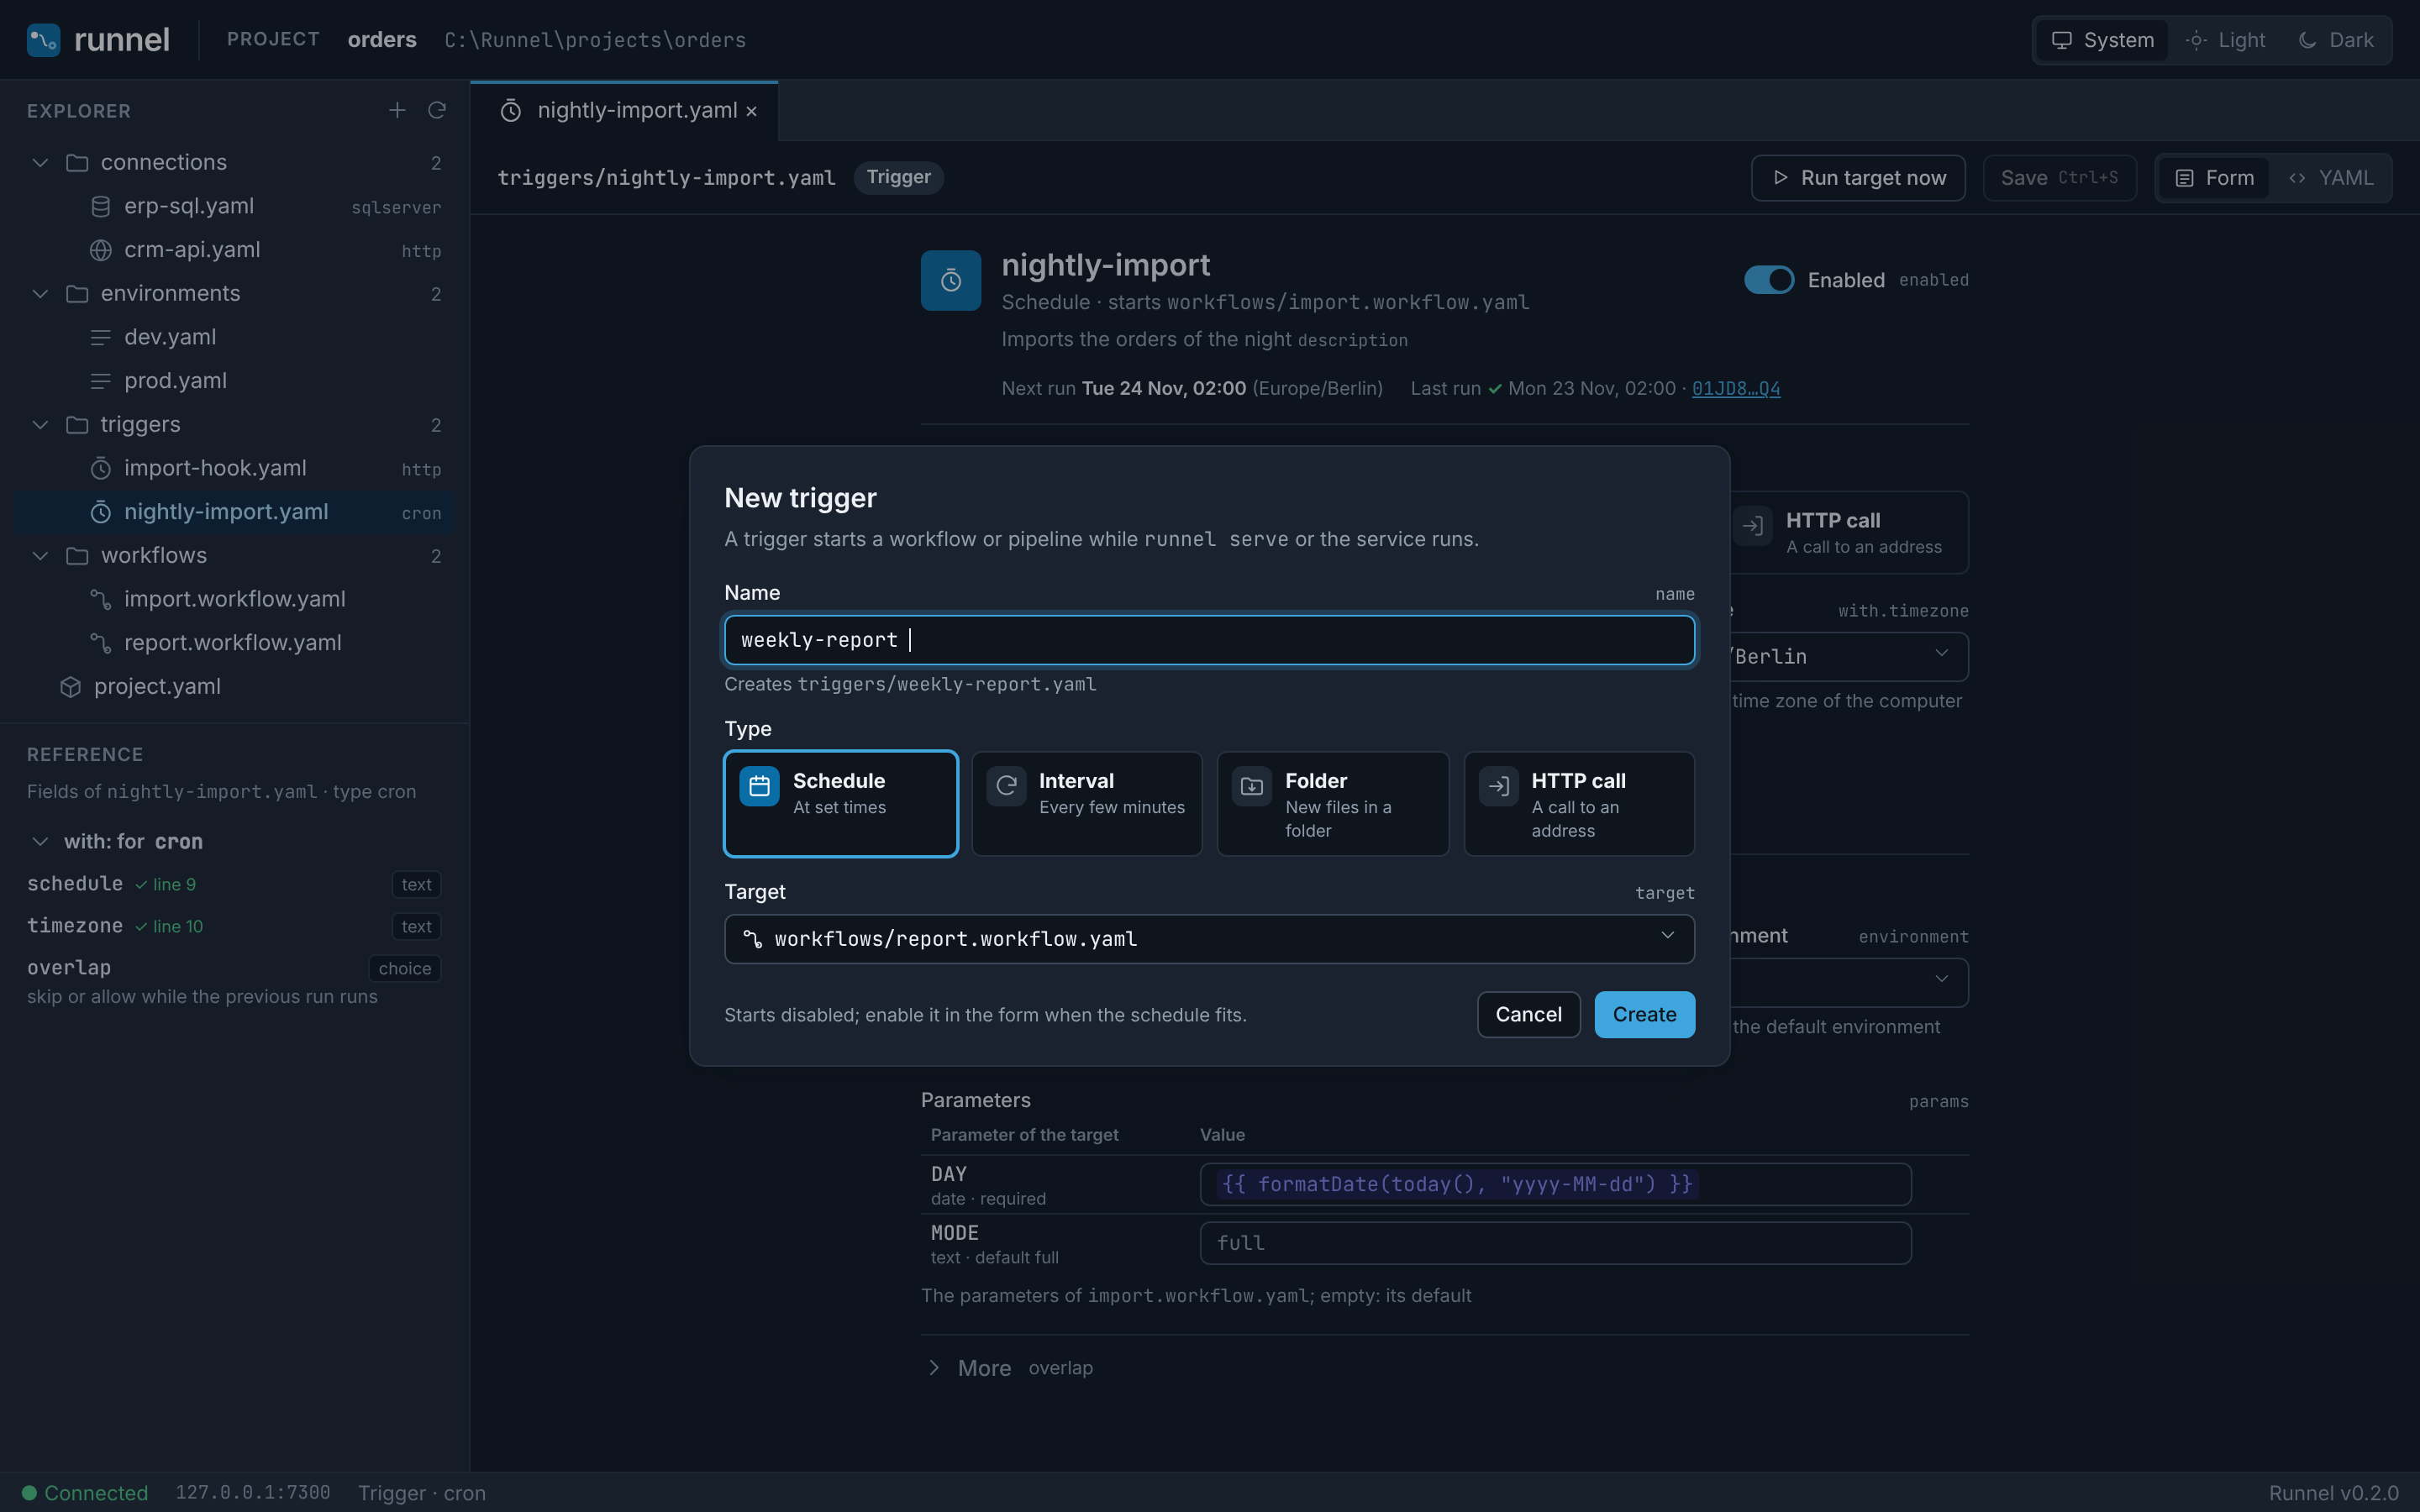 runnel PROJECT orders C:\Runnel\projects\orders System Light Dark
EXPLORER
connections 2
erp-sql.yaml sqlserver
crm-api.yaml http
environments 2
dev.yaml
prod.yaml
triggers 2
import-hook.yaml http
nightly-import.yaml cron
workflows 2
import.workflow.yaml
report.workflow.yaml
project.yaml
REFERENCE
Fields of nightly-import.yaml · type cron
with: for cron
schedule ✓ line 9 text
timezone ✓ line 10 text
overlap choice
skip or allow while the previous run runs
nightly-import.yaml ×
triggers/nightly-import.yaml Trigger Run target now Save Ctrl+S Form YAML
nightly-import
Schedule · starts workflows/import.workflow.yaml
Enabled enabled
Imports the orders of the night description
Next run Tue 24 Nov, 02:00 (Europe/Berlin) Last run ✓ Mon 23 Nov, 02:00 · 01JD8…Q4
New trigger
A trigger starts a workflow or pipeline while runnel serve or the service runs.
Name name
weekly-report
Creates triggers/weekly-report.yaml
Type
Schedule
At set times
Interval
Every few minutes
Folder
New files in a
folder
HTTP call
A call to an
address
Target target
workflows/report.workflow.yaml
Starts disabled; enable it in the form when the schedule fits.
Cancel Create
HTTP call
A call to an address
with.timezone
/Berlin
time zone of the computer
nment environment
the default environment
Parameters params
Parameter of the target Value
DAY
date · required
{{ formatDate(today(), "yyyy-MM-dd") }}
MODE
text · default full
full
The parameters of import.workflow.yaml; empty: its default
More overlap
Connected 127.0.0.1:7300 Trigger · cron Runnel v0.2.0